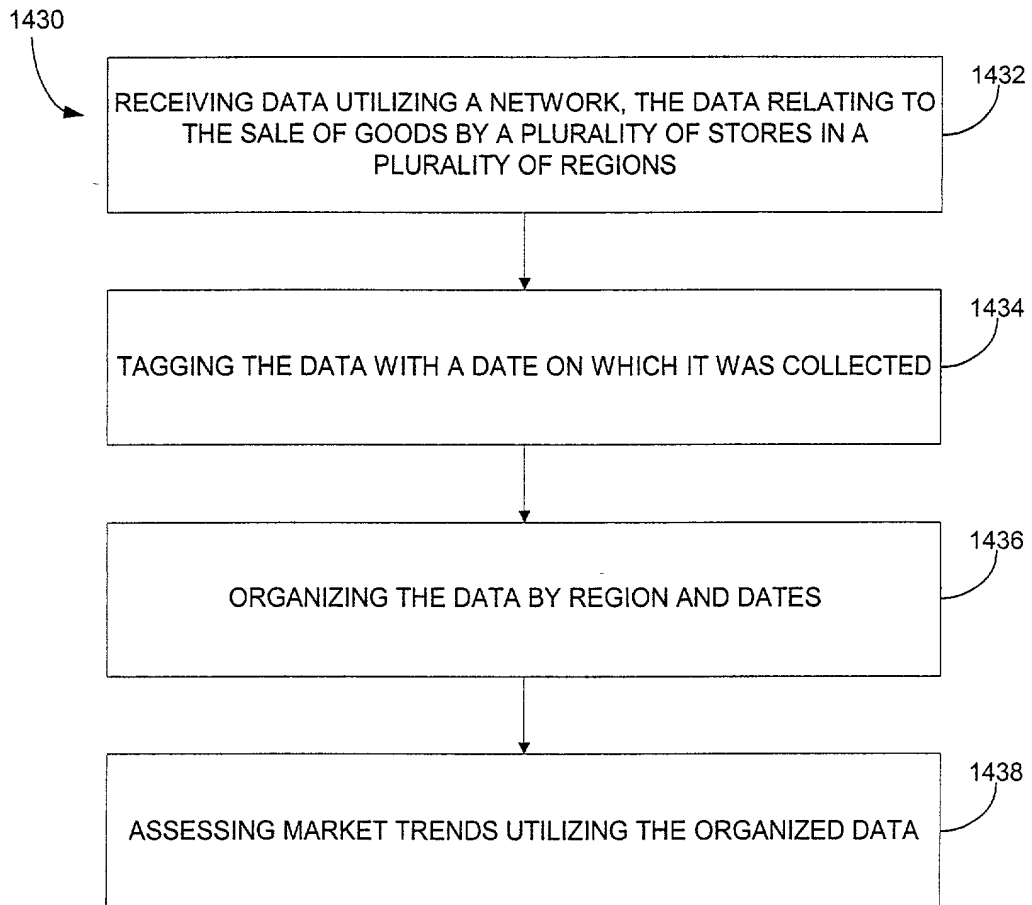 1430
1432
RECEIVING DATA UTILIZING A NETWORK, THE DATA RELATING TO
THE SALE OF GOODS BY A PLURALITY OF STORES IN A
PLURALITY OF REGIONS
1434
TAGGING THE DATA WITH A DATE ON WHICH IT WAS COLLECTED
1436
ORGANIZING THE DATA BY REGION AND DATES
1438
ASSESSING MARKET TRENDS UTILIZING THE ORGANIZED DATA